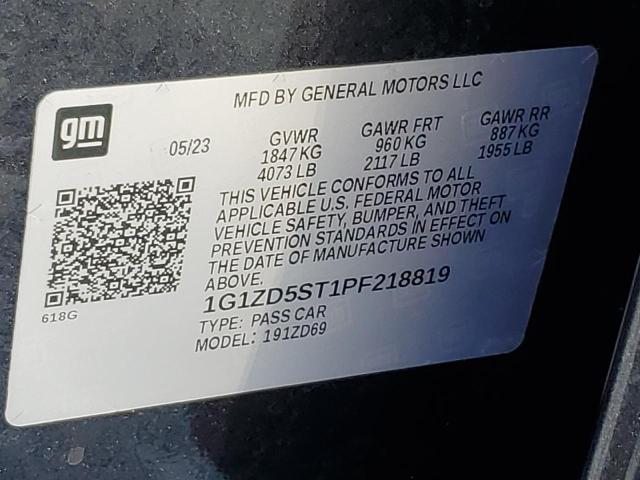 MFD BY GENERAL MOTORS LLC
gm
05/23
GVWR
1847 KG
4073 LB
GAWR FRT
960 KG
2117 LB
GAWR RR
887 KG
1955 LB
THIS VEHICLE CONFORMS TO ALL
APPLICABLE U.S. FEDERAL MOTOR
VEHICLE SAFETY, BUMPER, AND THEFT
PREVENTION STANDARDS IN EFFECT ON
THE DATE OF MANUFACTURE SHOWN
ABOVE.
618G
1G1ZD5ST1PF218819
TYPE: PASS CAR
MODEL: 191ZD69